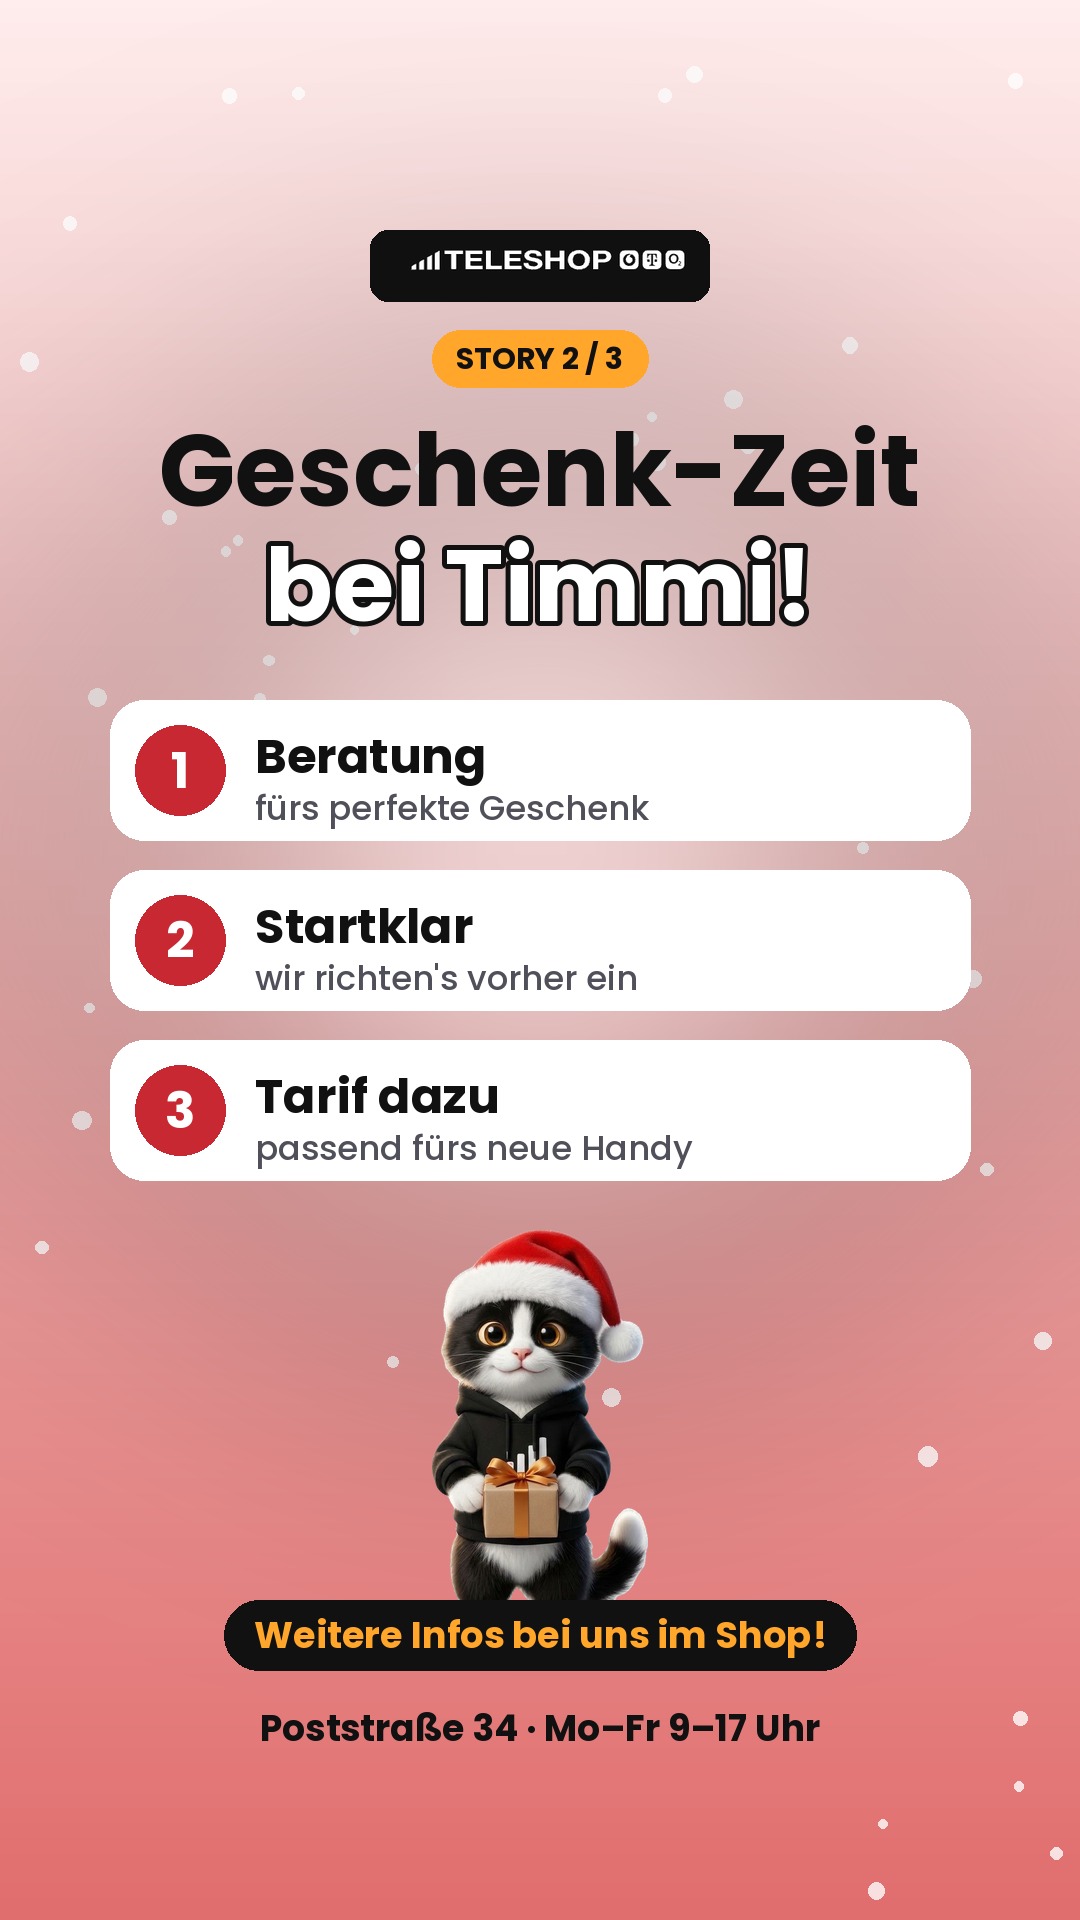 TELESHOP T O₂
STORY 2 / 3
Geschenk-Zeit
bei Timmi!
1
Beratung
fürs perfekte Geschenk
2
Startklar
wir richten's vorher ein
3
Tarif dazu
passend fürs neue Handy
Weitere Infos bei uns im Shop!
Poststraße 34 · Mo–Fr 9–17 Uhr